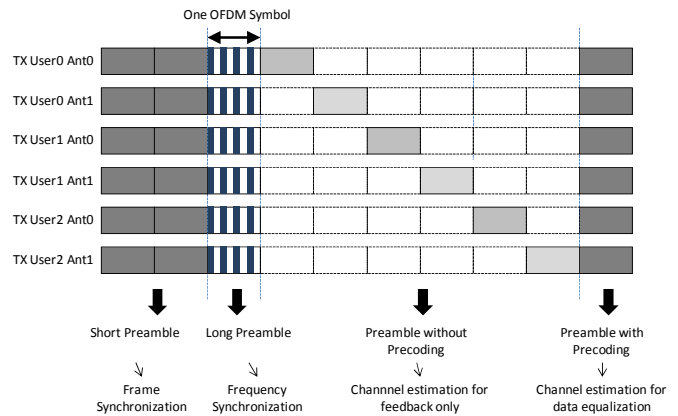 One OFDM Symbol
TX User0 Ant0
TX User0 Ant1
TX User1 Ant0
TX User1 Ant1
TX User2 Ant0
TX User2 Ant1
Short Preamble
Long Preamble
Preamble without
Precoding
Preamble with
Precoding
Frame
Synchronization
Frequency
Synchronization
Channnel estimation for
feedback only
Channel estimation for
data equalization